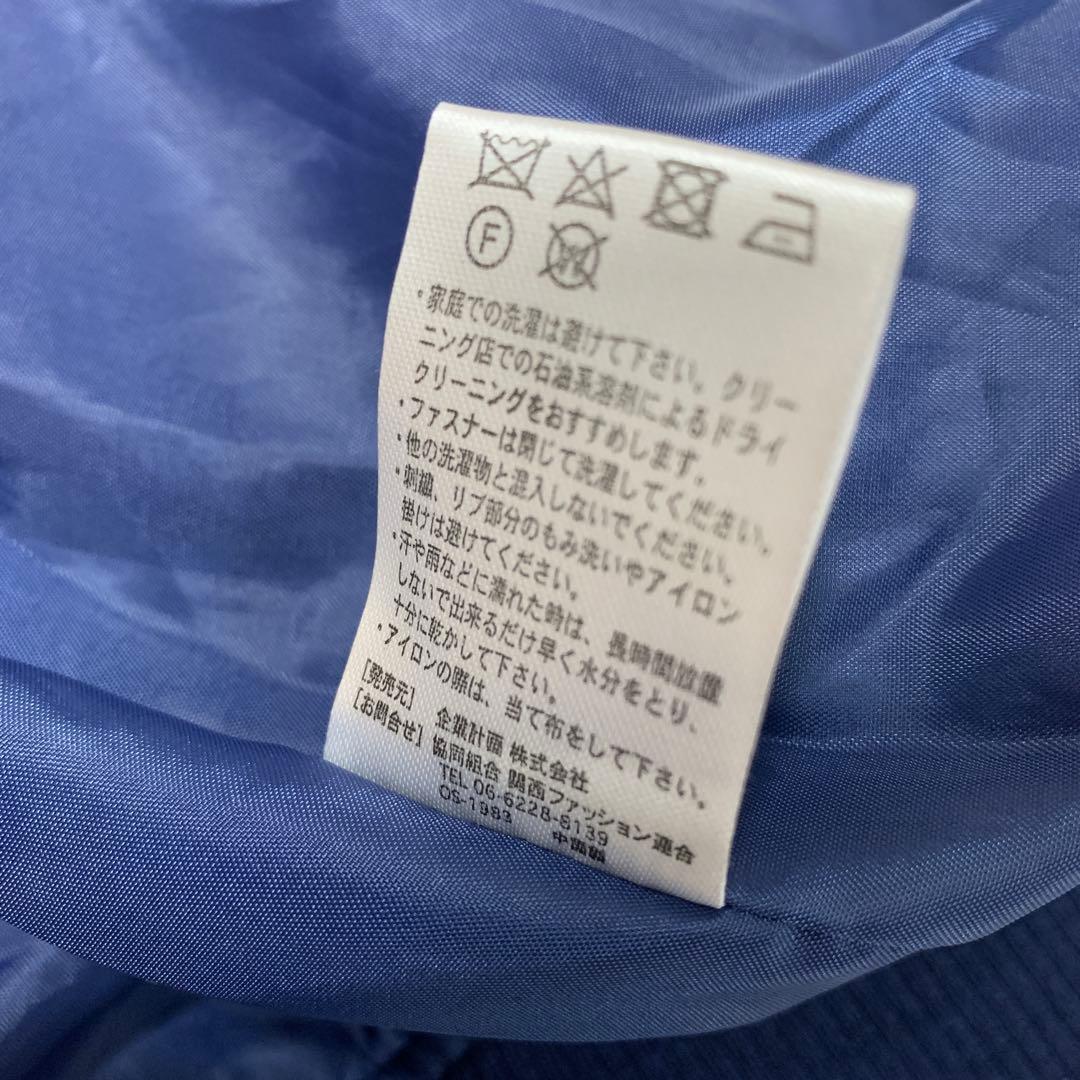 F
・家庭での洗濯は避けて下さい。クリー
ニング店での石油系溶剤によるドライ
クリーニングをおすすめします。
・ファスナーは閉じて洗濯してください。
・他の洗濯物と混入しないでください。
・刺繍、リブ部分のもみ洗いやアイロン
掛けは避けてください。
・汗や雨などに濡れた時は、長時間放置
しないで出来るだけ早く水分をとり、
十分に乾かして下さい。
・アイロンの際は、当て布をして下さい。
[発売元] 企業計画 株式会社
[お問合せ] 協同組合 関西ファッション連合
TEL 06-6228-6139
OS-1983 中国製